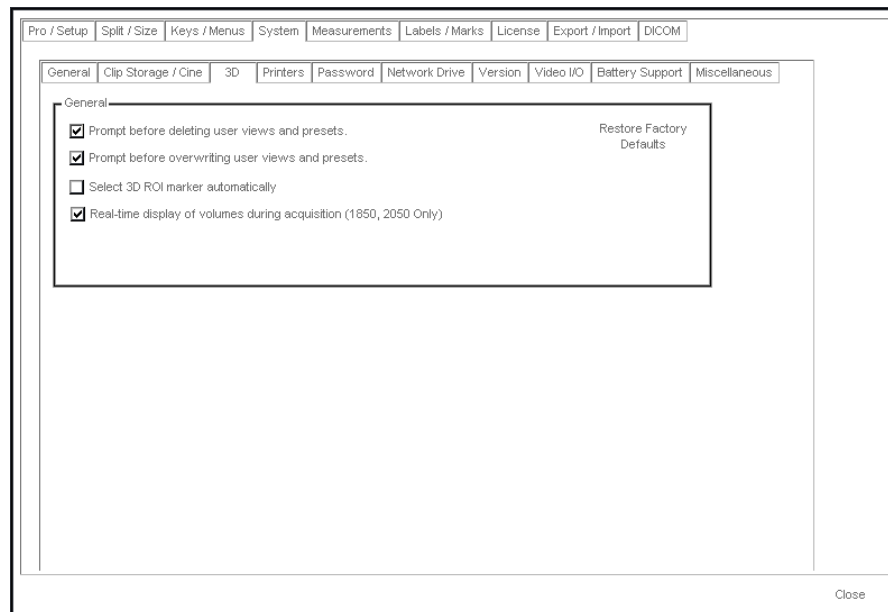 Pro / Setup Split / Size Keys / Menus System Measurements Labels / Marks License Export / Import DICOM
General Clip Storage / Cine 3D Printers Password Network Drive Version Video I/O Battery Support Miscellaneous
General
Prompt before deleting user views and presets.
Prompt before overwriting user views and presets.
Select 3D ROI marker automatically
Real-time display of volumes during acquisition (1850, 2050 Only)
Restore Factory
Defaults
Close